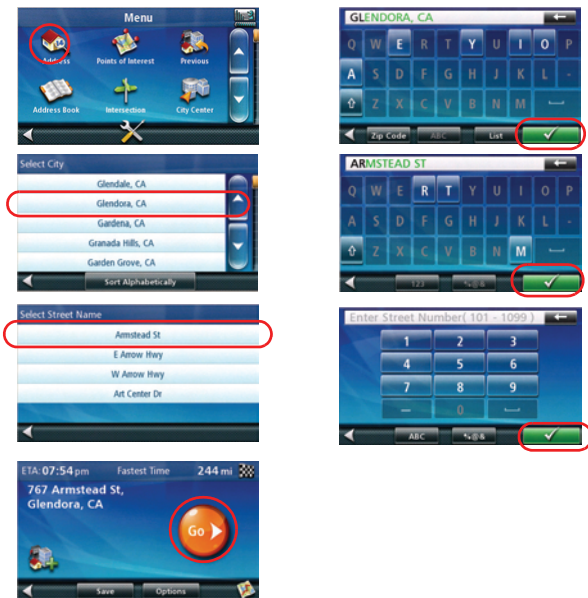 Menu
Address
Points of Interest
Previous
Address Book
Intersection
City Center
GLENDORA, CA
Q W E R T Y U I O P
A S D F G H J K L -
Z X C V B N M
Zip Code ABC List
Select City
Glendale, CA
Glendora, CA
Gardena, CA
Granada Hills, CA
Garden Grove, CA
Sort Alphabetically
ARMSTEAD ST
Q W E R T Y U I O P
A S D F G H J K L -
Z X C V B N M
123
Select Street Name
Armstead St
E Arrow Hwy
W Arrow Hwy
Art Center Dr
Enter Street Number( 101 - 1099 )
1 2 3
4 5 6
7 8 9
- 0
ABC
ETA: 07:54 pm Fastest Time 244 mi
767 Armstead St,
Glendora, CA
Go
Save Options